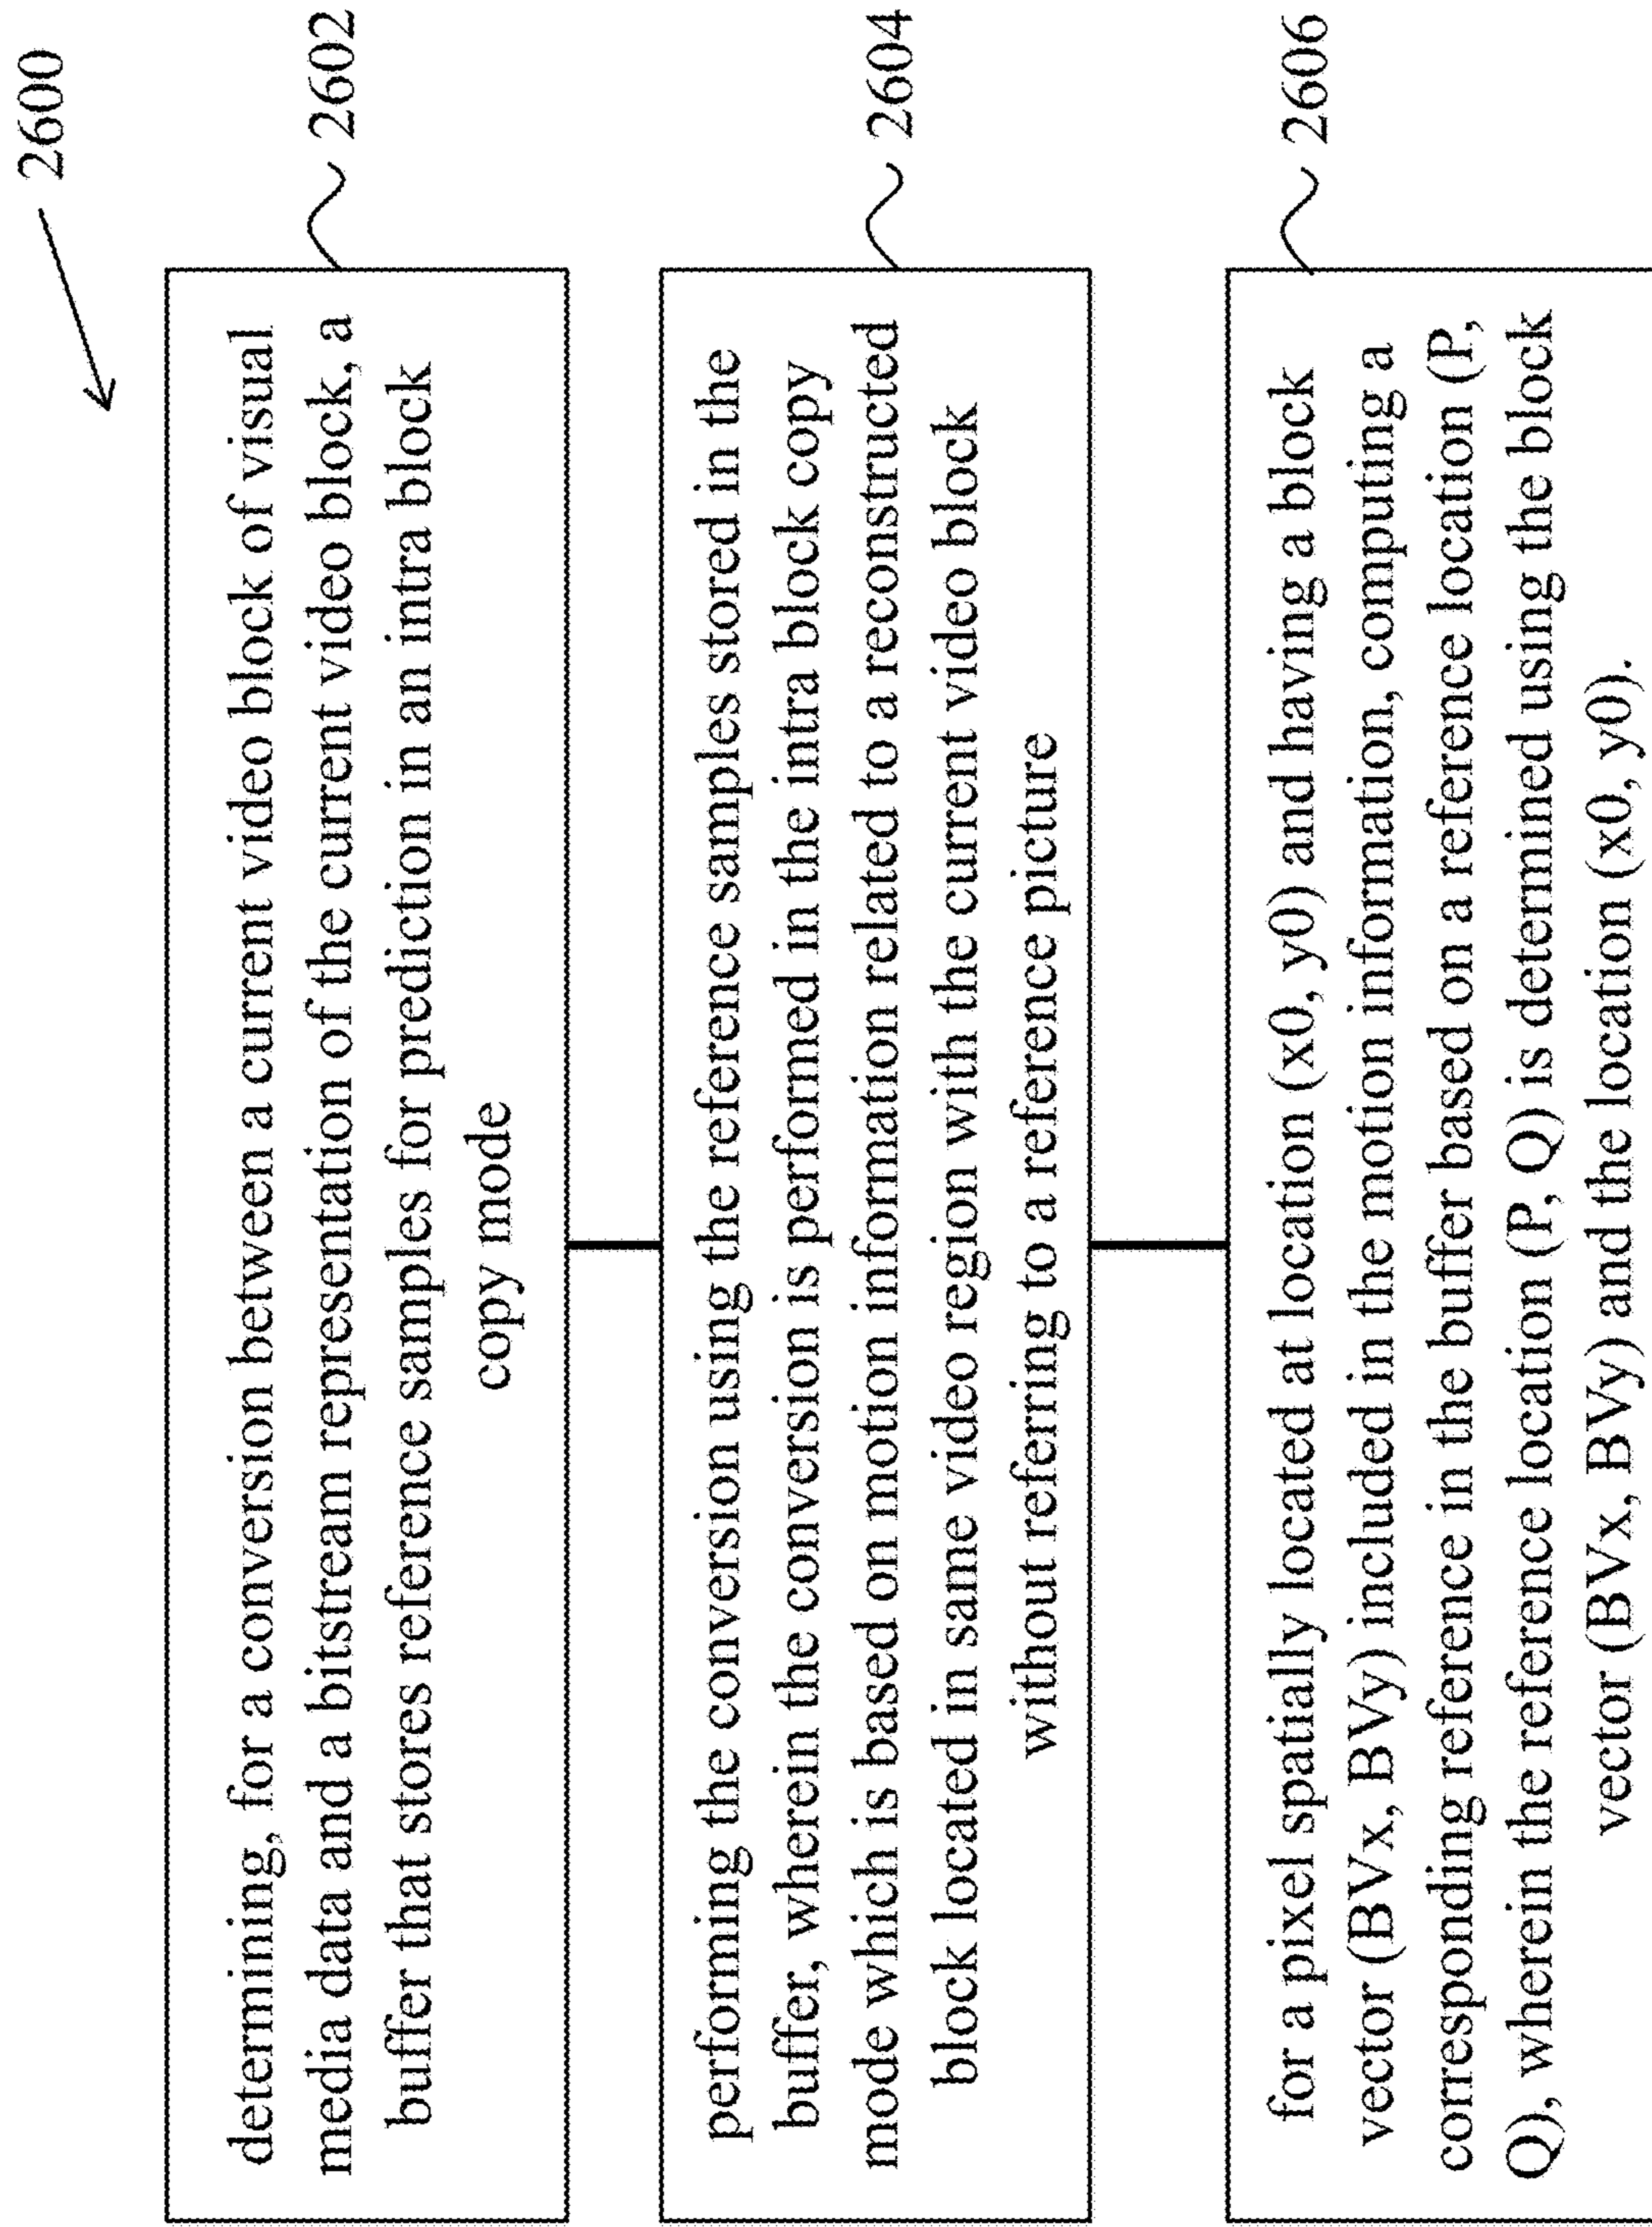 2600
determining, for a conversion between a current video block of visual
media data and a bitstream representation of the current video block, a
buffer that stores reference samples for prediction in an intra block
copy mode
2602
performing the conversion using the reference samples stored in the
buffer, wherein the conversion is performed in the intra block copy
mode which is based on motion information related to a reconstructed
block located in same video region with the current video block
without referring to a reference picture
2604
for a pixel spatially located at location (x0, y0) and having a block
vector (BVx, BVy) included in the motion information, computing a
corresponding reference in the buffer based on a reference location (P,
Q), wherein the reference location (P, Q) is determined using the block
vector (BVx, BVy) and the location (x0, y0).
2606